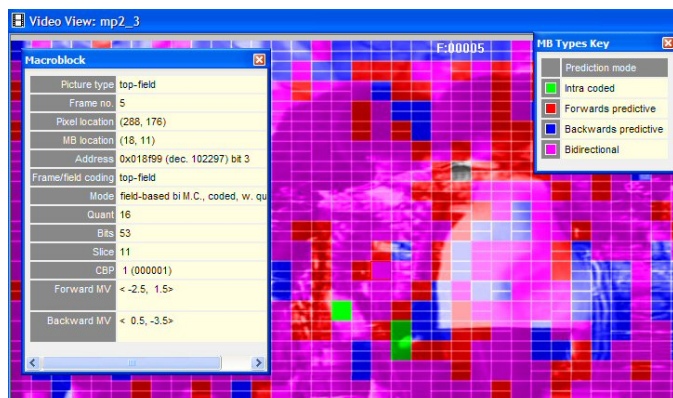 Video View: mp2_3
F:00005
Macroblock
Picture type top-field
Frame no. 5
Pixel location (288, 176)
MB location (18, 11)
Address 0x018f99 (dec. 102297) bit 3
Frame/field coding top-field
Mode field-based bi M.C., coded, w. qu
Quant 16
Bits 53
Slice 11
CBP 1 (000001)
Forward MV < -2.5, 1.5>
Backward MV < 0.5, -3.5>
MB Types Key
Prediction mode
Intra coded
Forwards predictive
Backwards predictive
Bidirectional